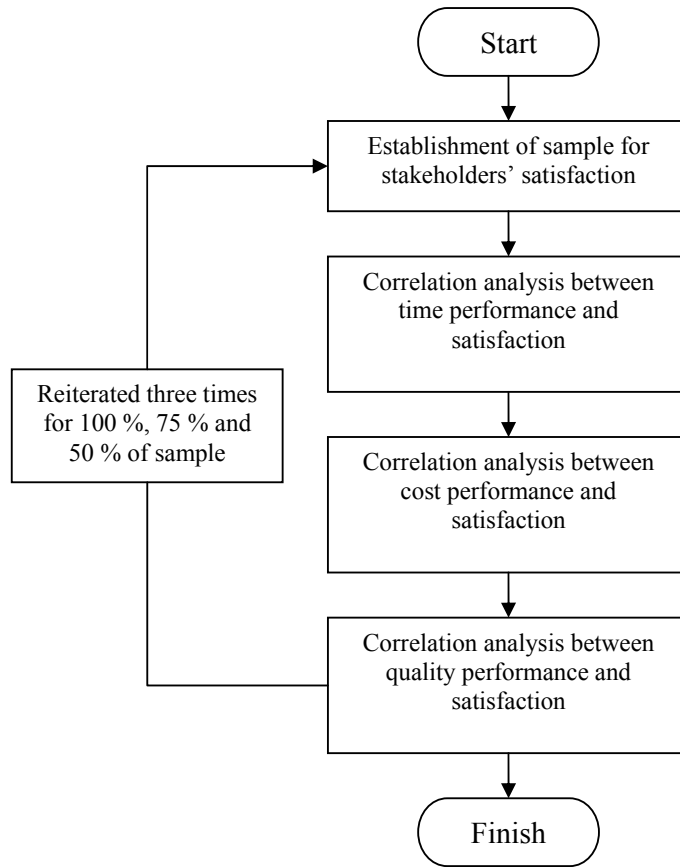 Start
Establishment of sample for
stakeholders’ satisfaction
Correlation analysis between
time performance and
satisfaction
Reiterated three times
for 100 %, 75 % and
50 % of sample
Correlation analysis between
cost performance and
satisfaction
Correlation analysis between
quality performance and
satisfaction
Finish